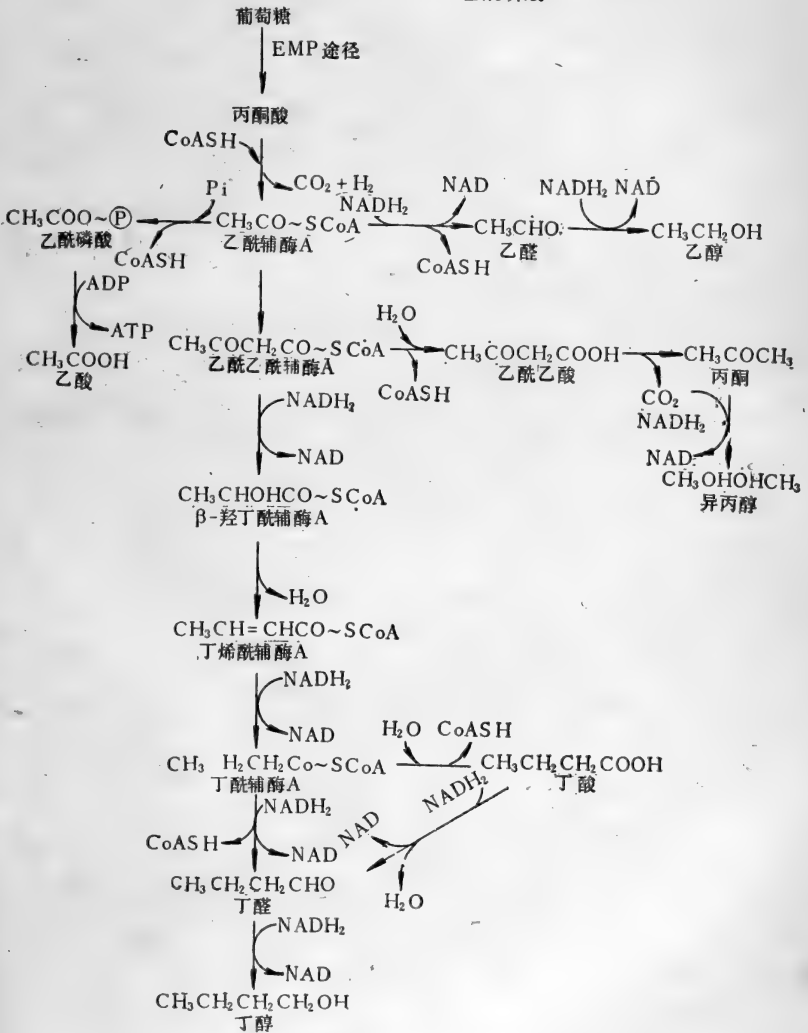 葡萄糖
EMP途径
丙酮酸
CoASH
CO₂+H₂
Pi
NADH₂
NAD
NADH₂ NAD
CH₃COO~Ⓟ
CH₃CO~SCoA
CH₃CHO
CH₃CH₂OH
乙酰磷酸
CoASH
乙酰辅酶A
CoASH
乙醛
乙醇
ADP
ATP
H₂O
CH₃COOH
乙酸
CH₃COCH₂CO~SCoA
乙酰乙酰辅酶A
CoASH
CH₃COCH₂COOH
乙酰乙酸
CH₃COCH₃
丙酮
CO₂
NADH₂
NADH₂
NAD
NAD
CH₃CHOHCO~SCoA
β-羟丁酰辅酶A
CH₃OHOHCH₃
异丙醇
H₂O
CH₃CH=CHCO~SCoA
丁烯酰辅酶A
NADH₂
NAD
H₂O CoASH
CH₃ H₂CH₂Co~SCoA
丁酰辅酶A
CH₃CH₂CH₂COOH
丁酸
NADH₂
NADH₂
CoASH
NAD
NAD
H₂O
CH₃CH₂CH₂CHO
丁醛
NADH₂
NAD
CH₃CH₂CH₂CH₂OH
丁醇